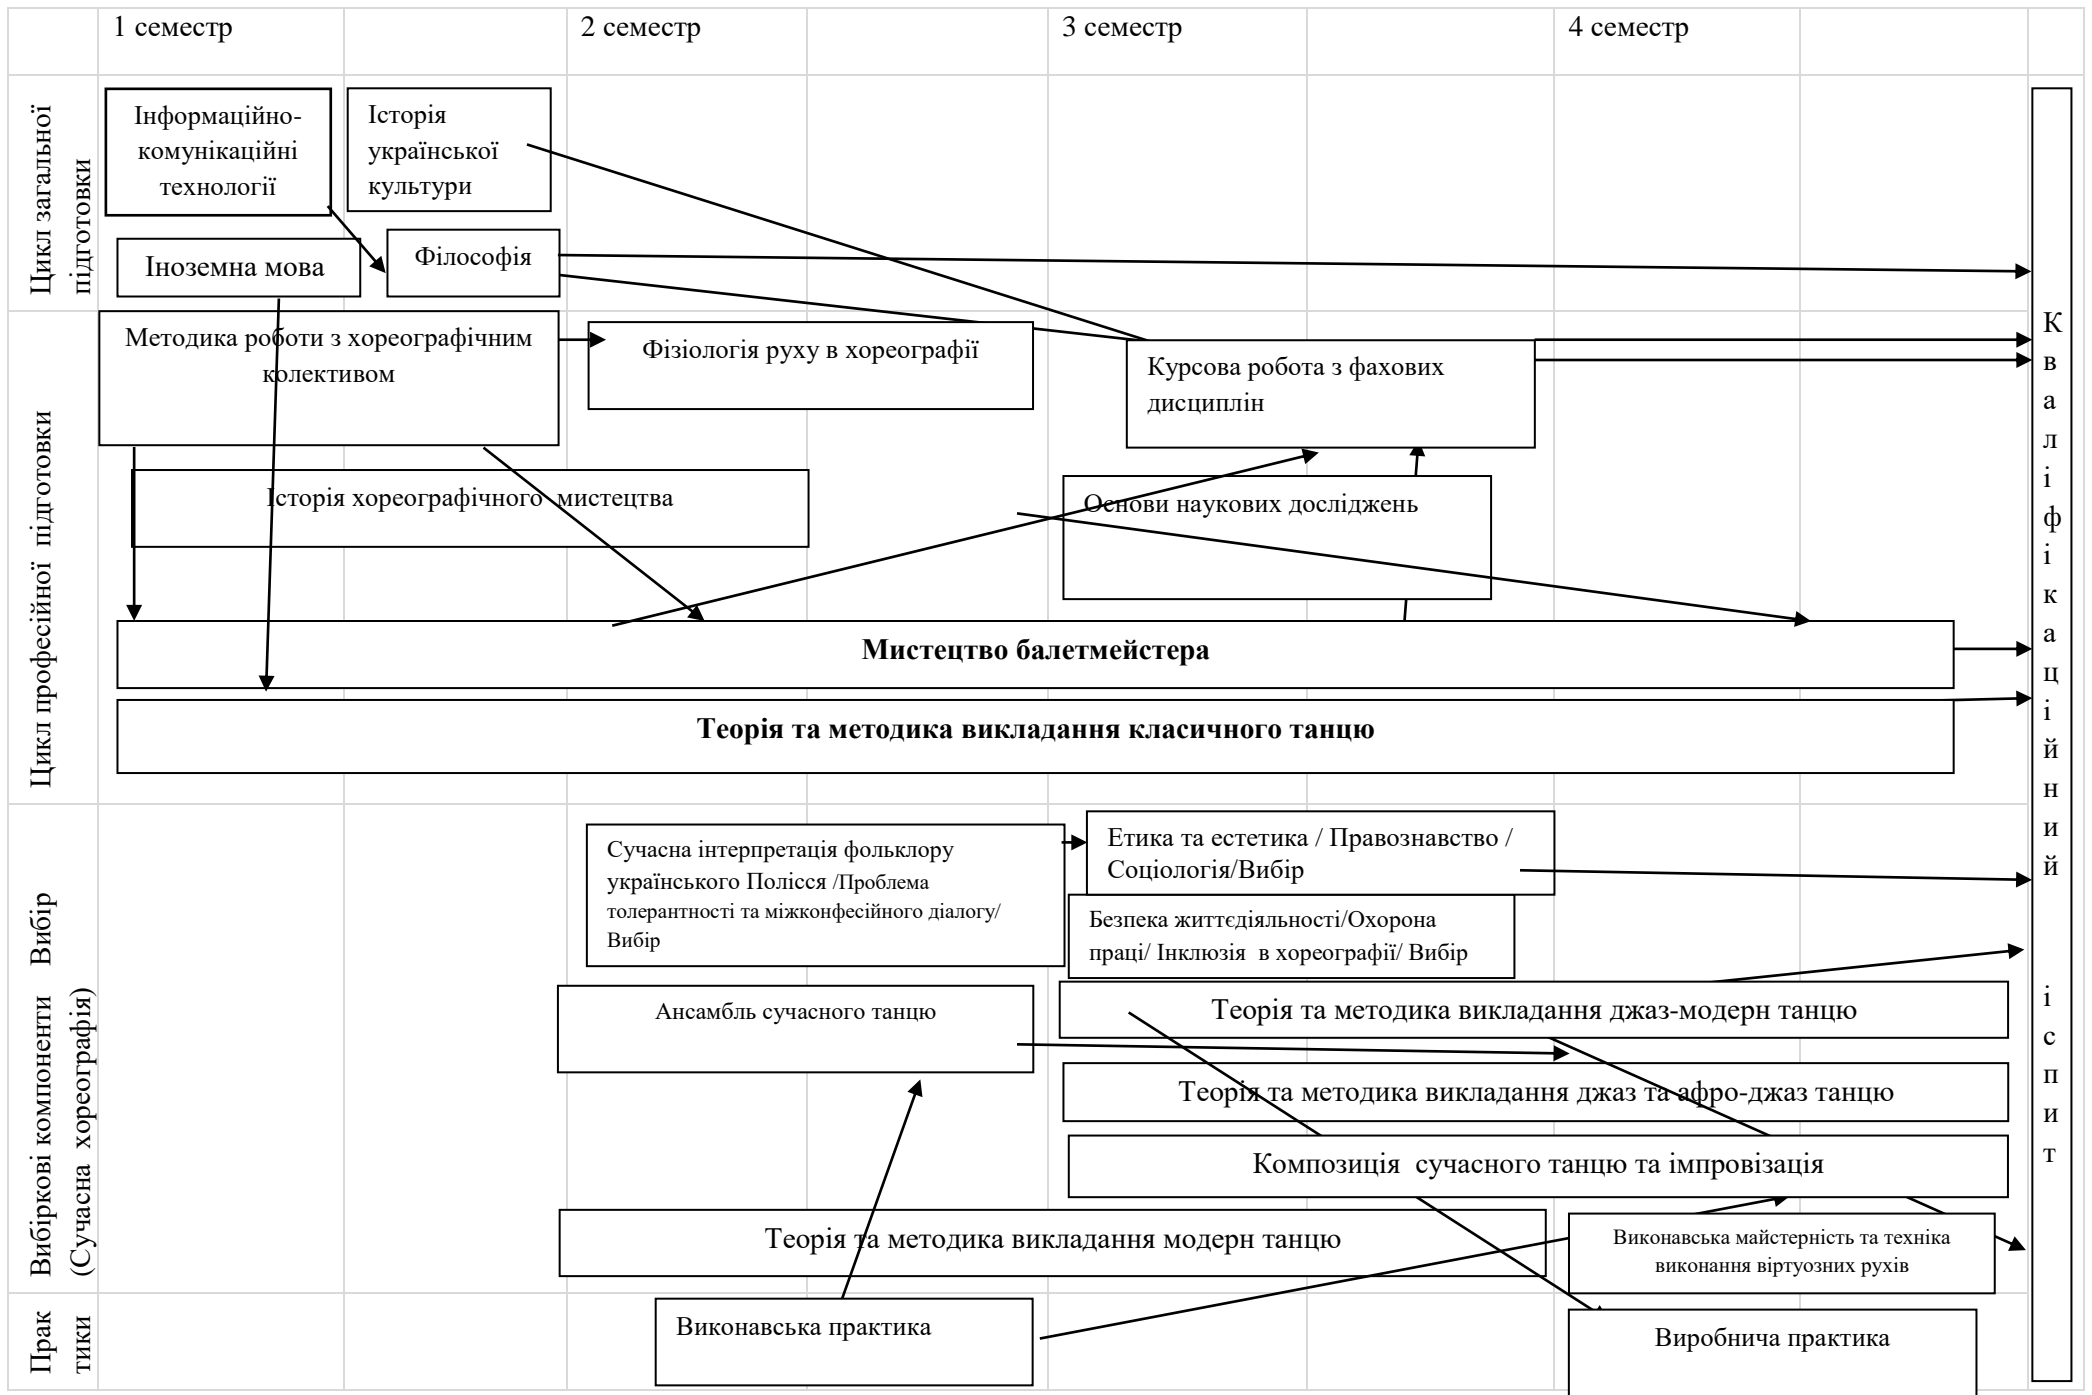 1 семестр
2 семестр
3 семестр
4 семестр
Цикл загальної
підготовки
Інформаційно-
комунікаційні
технології
Історія
української
культури
Іноземна мова
Філософія
Цикл професійної підготовки
Методика роботи з хореографічним
колективом
Фізіологія руху в хореографії
Курсова робота з фахових
дисциплін
Історія хореографічного мистецтва
Основи наукових досліджень
Мистецтво балетмейстера
Теорія та методика викладання класичного танцю
Вибіркові компоненти Вибір
(Сучасна хореографія)
Сучасна інтерпретація фольклору
українського Полісся /Проблема
толерантності та міжконфесійного діалогу/
Вибір
Етика та естетика / Правознавство /
Соціологія/Вибір
Безпека життєдіяльності/Охорона
праці/ Інклюзія в хореографії/ Вибір
Ансамбль сучасного танцю
Теорія та методика викладання джаз-модерн танцю
Теорія та методика викладання джаз та афро-джаз танцю
Композиція сучасного танцю та імпровізація
Теорія та методика викладання модерн танцю
Виконавська майстерність та техніка
виконання віртуозних рухів
Прак
тики
Виконавська практика
Виробнича практика
Кваліфікаційний іспит